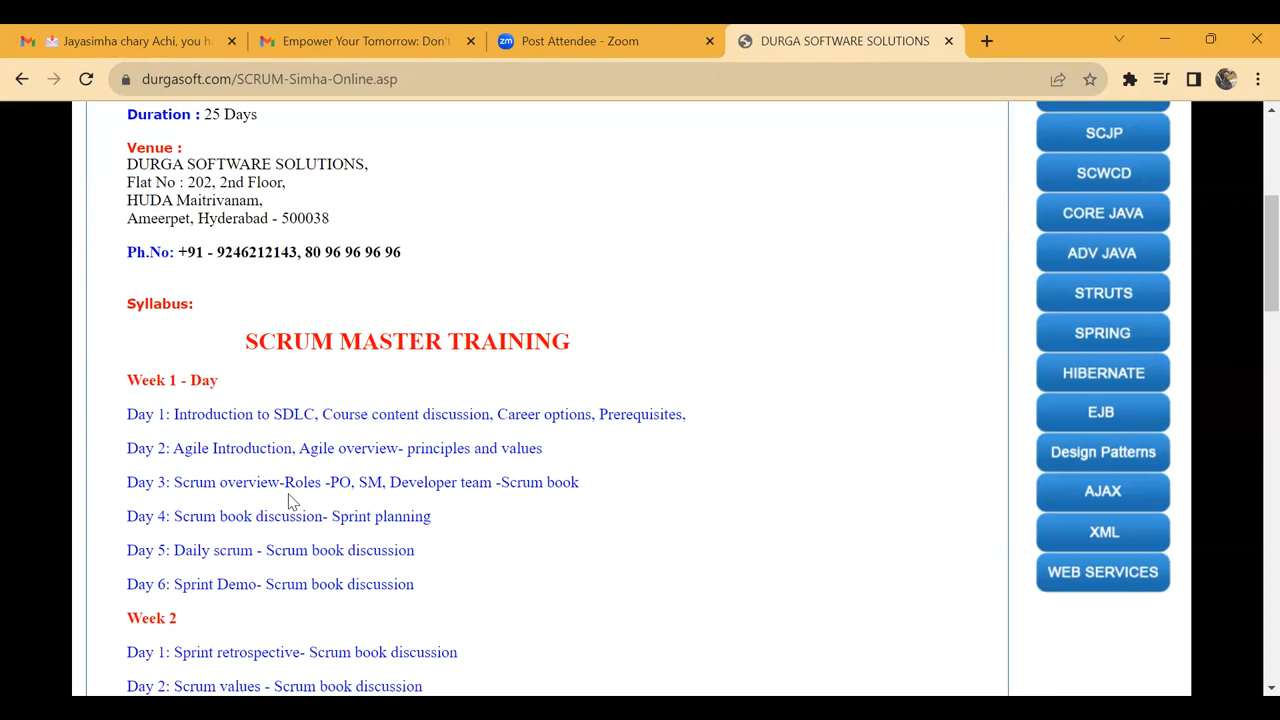 Jayasimha chary Achi, you h
Empower Your Tomorrow: Don't
zm
Post Attendee - Zoom
DURGA SOFTWARE SOLUTIONS
durgasoft.com/SCRUM-Simha-Online.asp
Duration : 25 Days
Venue :
DURGA SOFTWARE SOLUTIONS,
Flat No : 202, 2nd Floor,
HUDA Maitrivanam,
Ameerpet, Hyderabad - 500038
Ph.No: +91 - 9246212143, 80 96 96 96 96
Syllabus:
SCRUM MASTER TRAINING
Week 1 - Day
Day 1: Introduction to SDLC, Course content discussion, Career options, Prerequisites,
Day 2: Agile Introduction, Agile overview- principles and values
Day 3: Scrum overview-Roles -PO, SM, Developer team -Scrum book
Day 4: Scrum book discussion- Sprint planning
Day 5: Daily scrum - Scrum book discussion
Day 6: Sprint Demo- Scrum book discussion
Week 2
Day 1: Sprint retrospective- Scrum book discussion
Day 2: Scrum values - Scrum book discussion
SCJP
SCWCD
CORE JAVA
ADV JAVA
STRUTS
SPRING
HIBERNATE
EJB
Design Patterns
AJAX
XML
WEB SERVICES